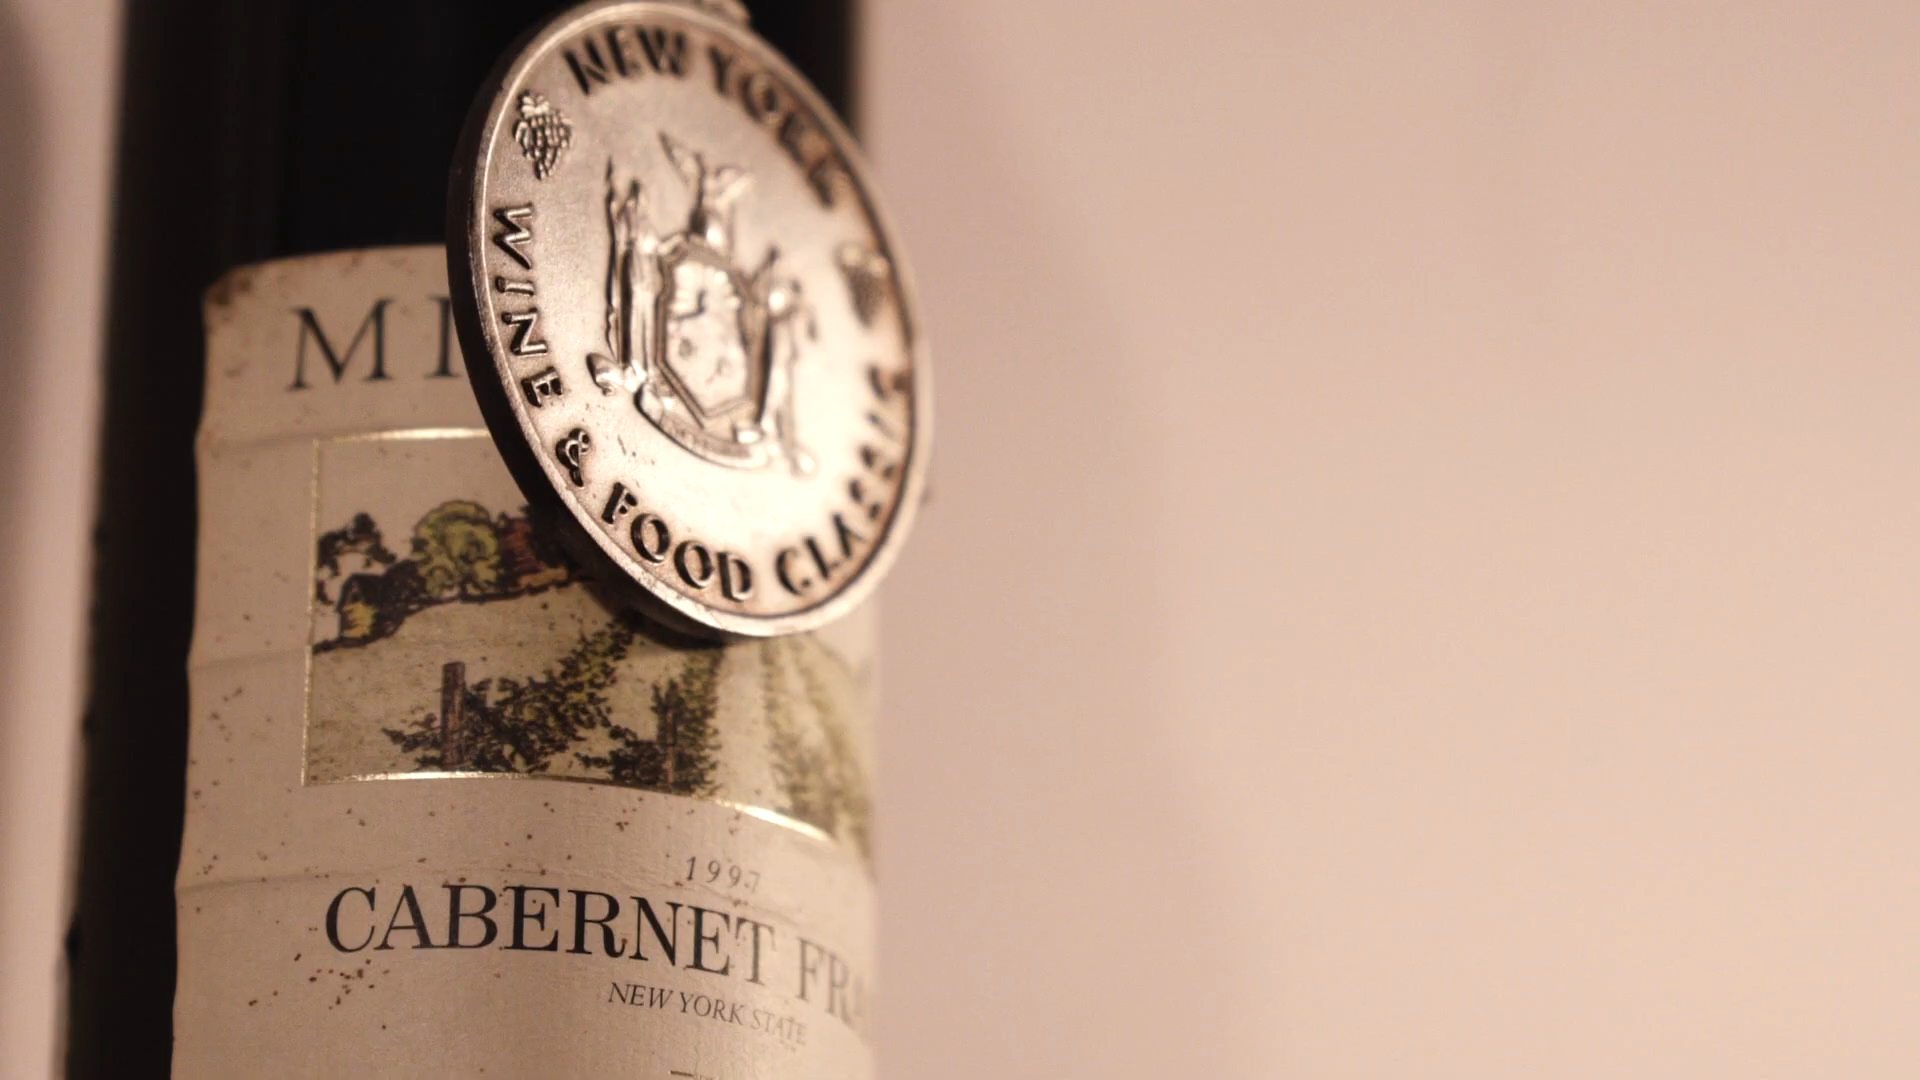 NEW YORK
WINE & FOOD CLASSIC
MI
1997
CABERNET FRA
NEW YORK STATE